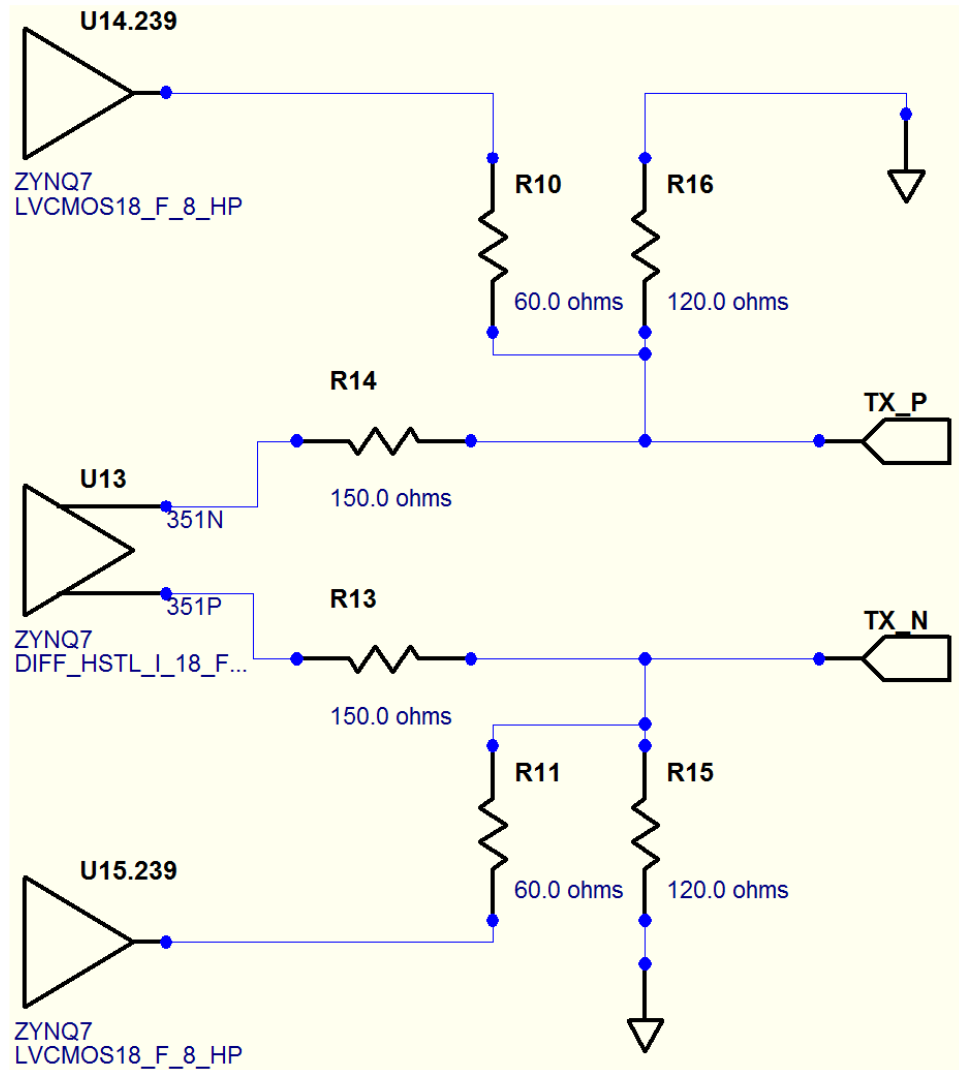 U14.239
ZYNQ7
LVCMOS18_F_8_HP
R10
R16
60.0 ohms
120.0 ohms
R14
150.0 ohms
TX_P
U13
351N
351P
ZYNQ7
DIFF_HSTL_I_18_F...
R13
150.0 ohms
TX_N
R11
R15
60.0 ohms
120.0 ohms
U15.239
ZYNQ7
LVCMOS18_F_8_HP